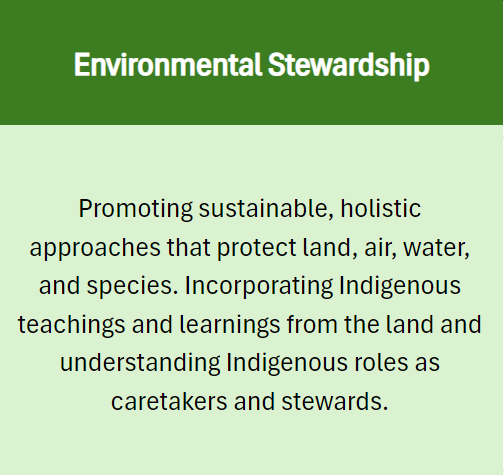 Environmental Stewardship
Promoting sustainable, holistic
approaches that protect land, air, water,
and species. Incorporating Indigenous
teachings and learnings from the land and
understanding Indigenous roles as
caretakers and stewards.